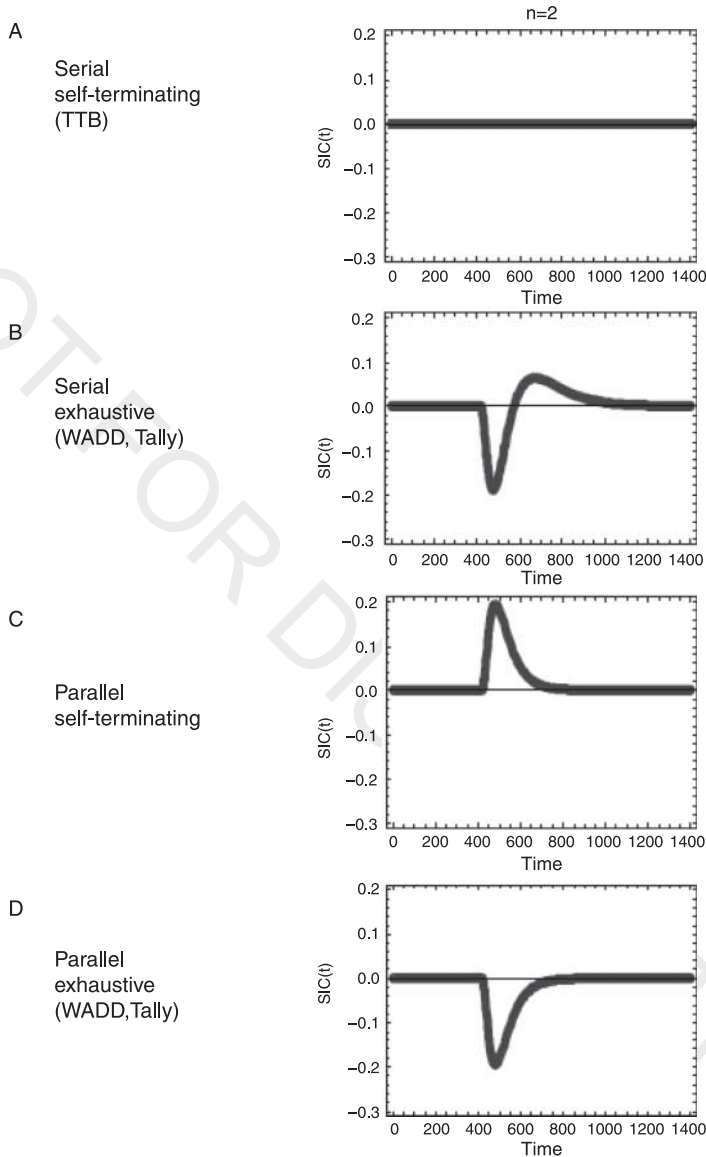 n=2
A
Serial
self-terminating
(TTB)
SIC(t)
0.2
0.1
0.0
−0.1
−0.2
−0.3
0 200 400 600 800 1000 1200 1400
Time
B
Serial
exhaustive
(WADD, Tally)
SIC(t)
0.2
0.1
0.0
−0.1
−0.2
−0.3
0 200 400 600 800 1000 1200 1400
Time
C
Parallel
self-terminating
SIC(t)
0.2
0.1
0.0
−0.1
−0.2
−0.3
0 200 400 600 800 1000 1200 1400
Time
D
Parallel
exhaustive
(WADD,Tally)
SIC(t)
0.2
0.1
0.0
−0.1
−0.2
−0.3
0 200 400 600 800 1000 1200 1400
Time
OT FOR DIS